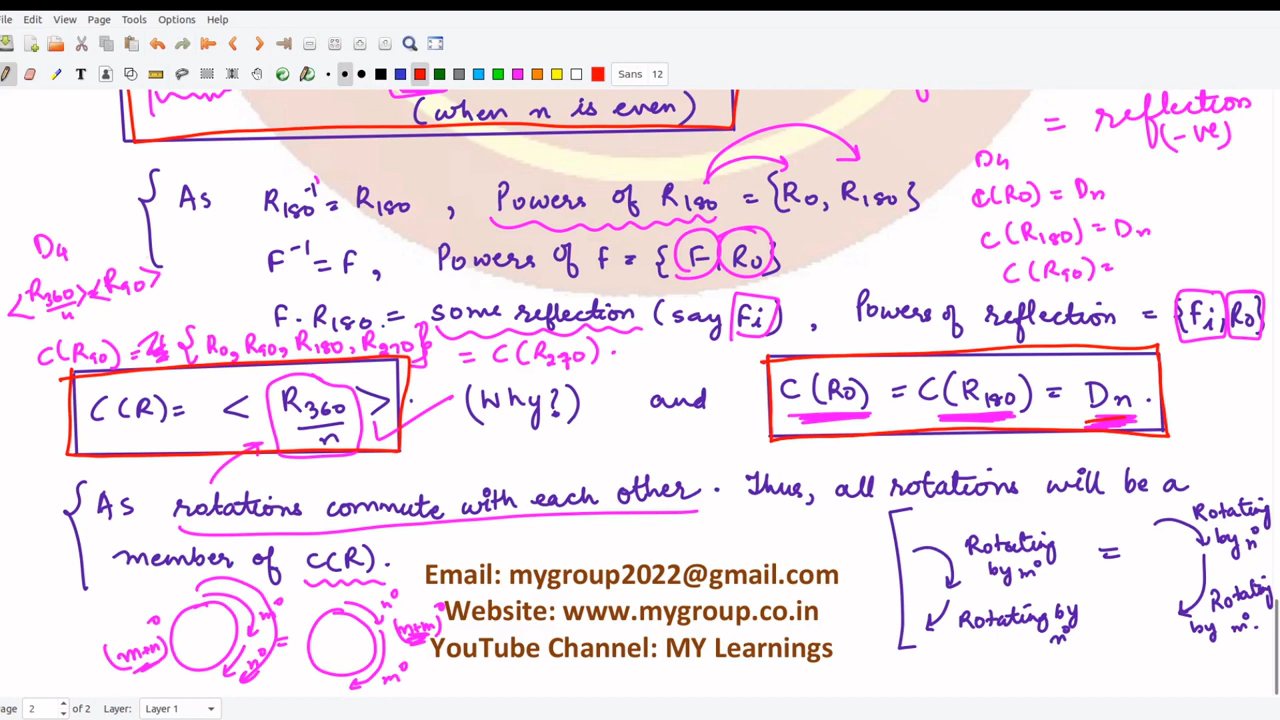 File Edit View Page Tools Options Help
Sans 12
(when n is even)
= reflection
(-ve)
As R180⁻¹ = R180 , Powers of R180 = {R0, R180}
D4
C(R0) = Dn
C(R180) = Dn
C(R90) =
F⁻¹ = F , Powers of F = {F, R0}
D4
<R360/n> <R90>
F. R180 = some reflection (say Fi) , Powers of reflection = {Fi, R0}
C(R90) = {R0, R90, R180, R270} = C(R270) .
C(R) = < R360/n > . (Why?) and C(R0) = C(R180) = Dn .
As rotations commute with each other . Thus, all rotations will be a
member of C(R).
Rotating by m° = Rotating by n°
Rotating by n° Rotating by m° .
(m+n)° m° n° = n° m° (n+m)°
Email: mygroup2022@gmail.com
Website: www.mygroup.co.in
YouTube Channel: MY Learnings
Page 2 of 2 Layer: Layer 1